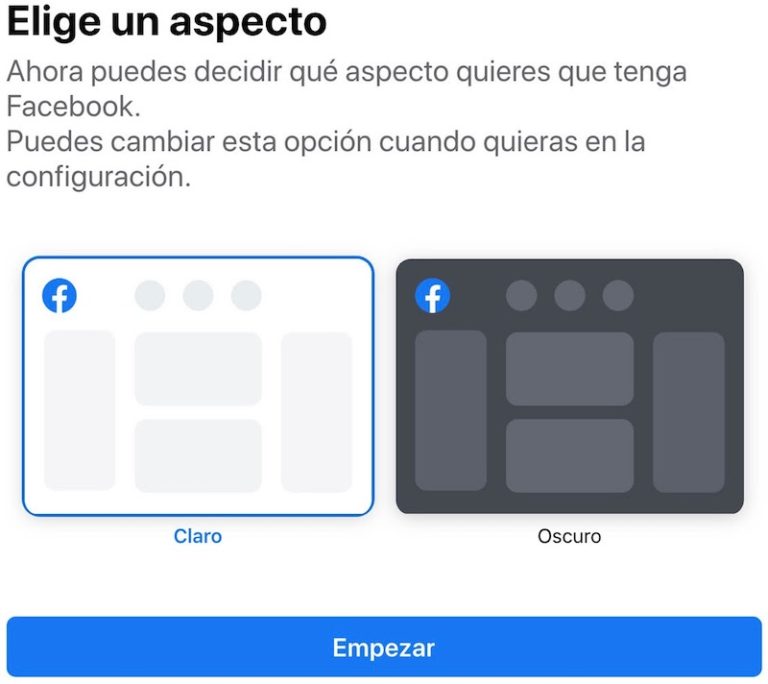 Elige un aspecto
Ahora puedes decidir qué aspecto quieres que tenga
Facebook.
Puedes cambiar esta opción cuando quieras en la
configuración.
Claro
Oscuro
Empezar